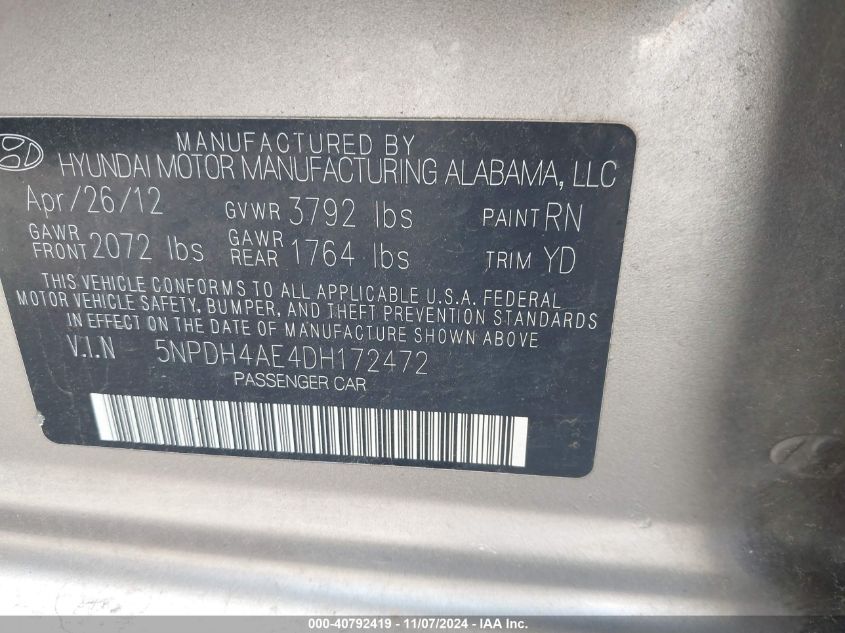 MANUFACTURED BY
HYUNDAI MOTOR MANUFACTURING ALABAMA, LLC
Apr/26/12 GVWR 3792 lbs PAINT RN
GAWR FRONT 2072 lbs GAWR REAR 1764 lbs TRIM YD
THIS VEHICLE CONFORMS TO ALL APPLICABLE U.S.A. FEDERAL
MOTOR VEHICLE SAFETY, BUMPER, AND THEFT PREVENTION STANDARDS
IN EFFECT ON THE DATE OF MANUFACTURE SHOWN ABOVE
V.I.N 5NPDH4AE4DH172472
PASSENGER CAR
000-40792419 - 11/07/2024 - IAA Inc.